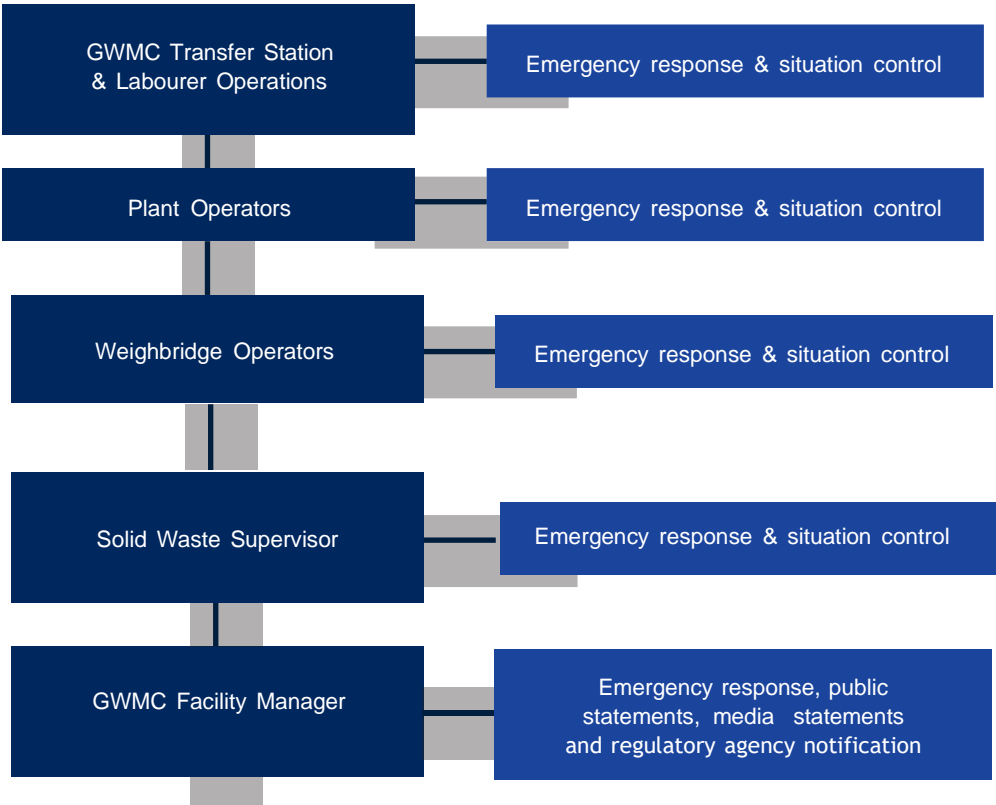 GWMC Transfer Station
& Labourer Operations
Emergency response & situation control
Plant Operators
Emergency response & situation control
Weighbridge Operators
Emergency response & situation control
Solid Waste Supervisor
Emergency response & situation control
GWMC Facility Manager
Emergency response, public
statements, media statements
and regulatory agency notification